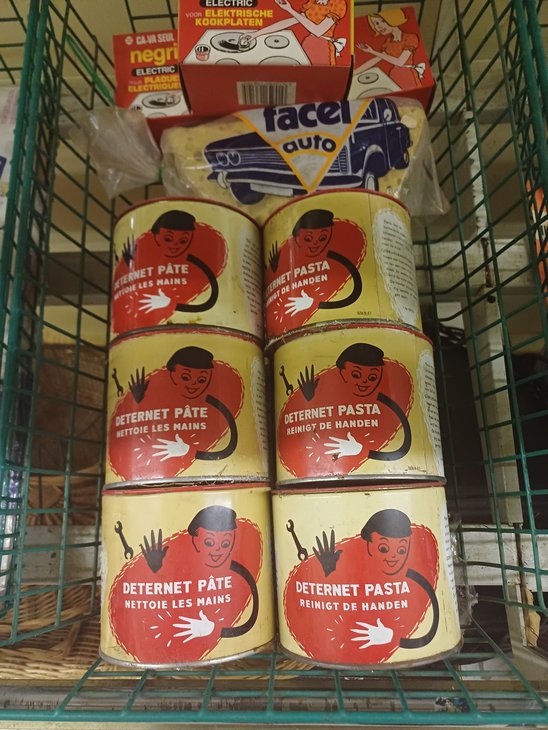 ELECTRIC
VOOR ELEKTRISCHE
KOOKPLATEN
ÇA-VA-SEUL
negri
ELECTRIC
POUR PLAQUES
ELECTRIQUES
facel
auto
DETERNET PÂTE
NETTOIE LES MAINS
DETERNET PASTA
REINIGT DE HANDEN
DETERNET PÂTE
NETTOIE LES MAINS
DETERNET PASTA
REINIGT DE HANDEN
DETERNET PÂTE
NETTOIE LES MAINS
DETERNET PASTA
REINIGT DE HANDEN